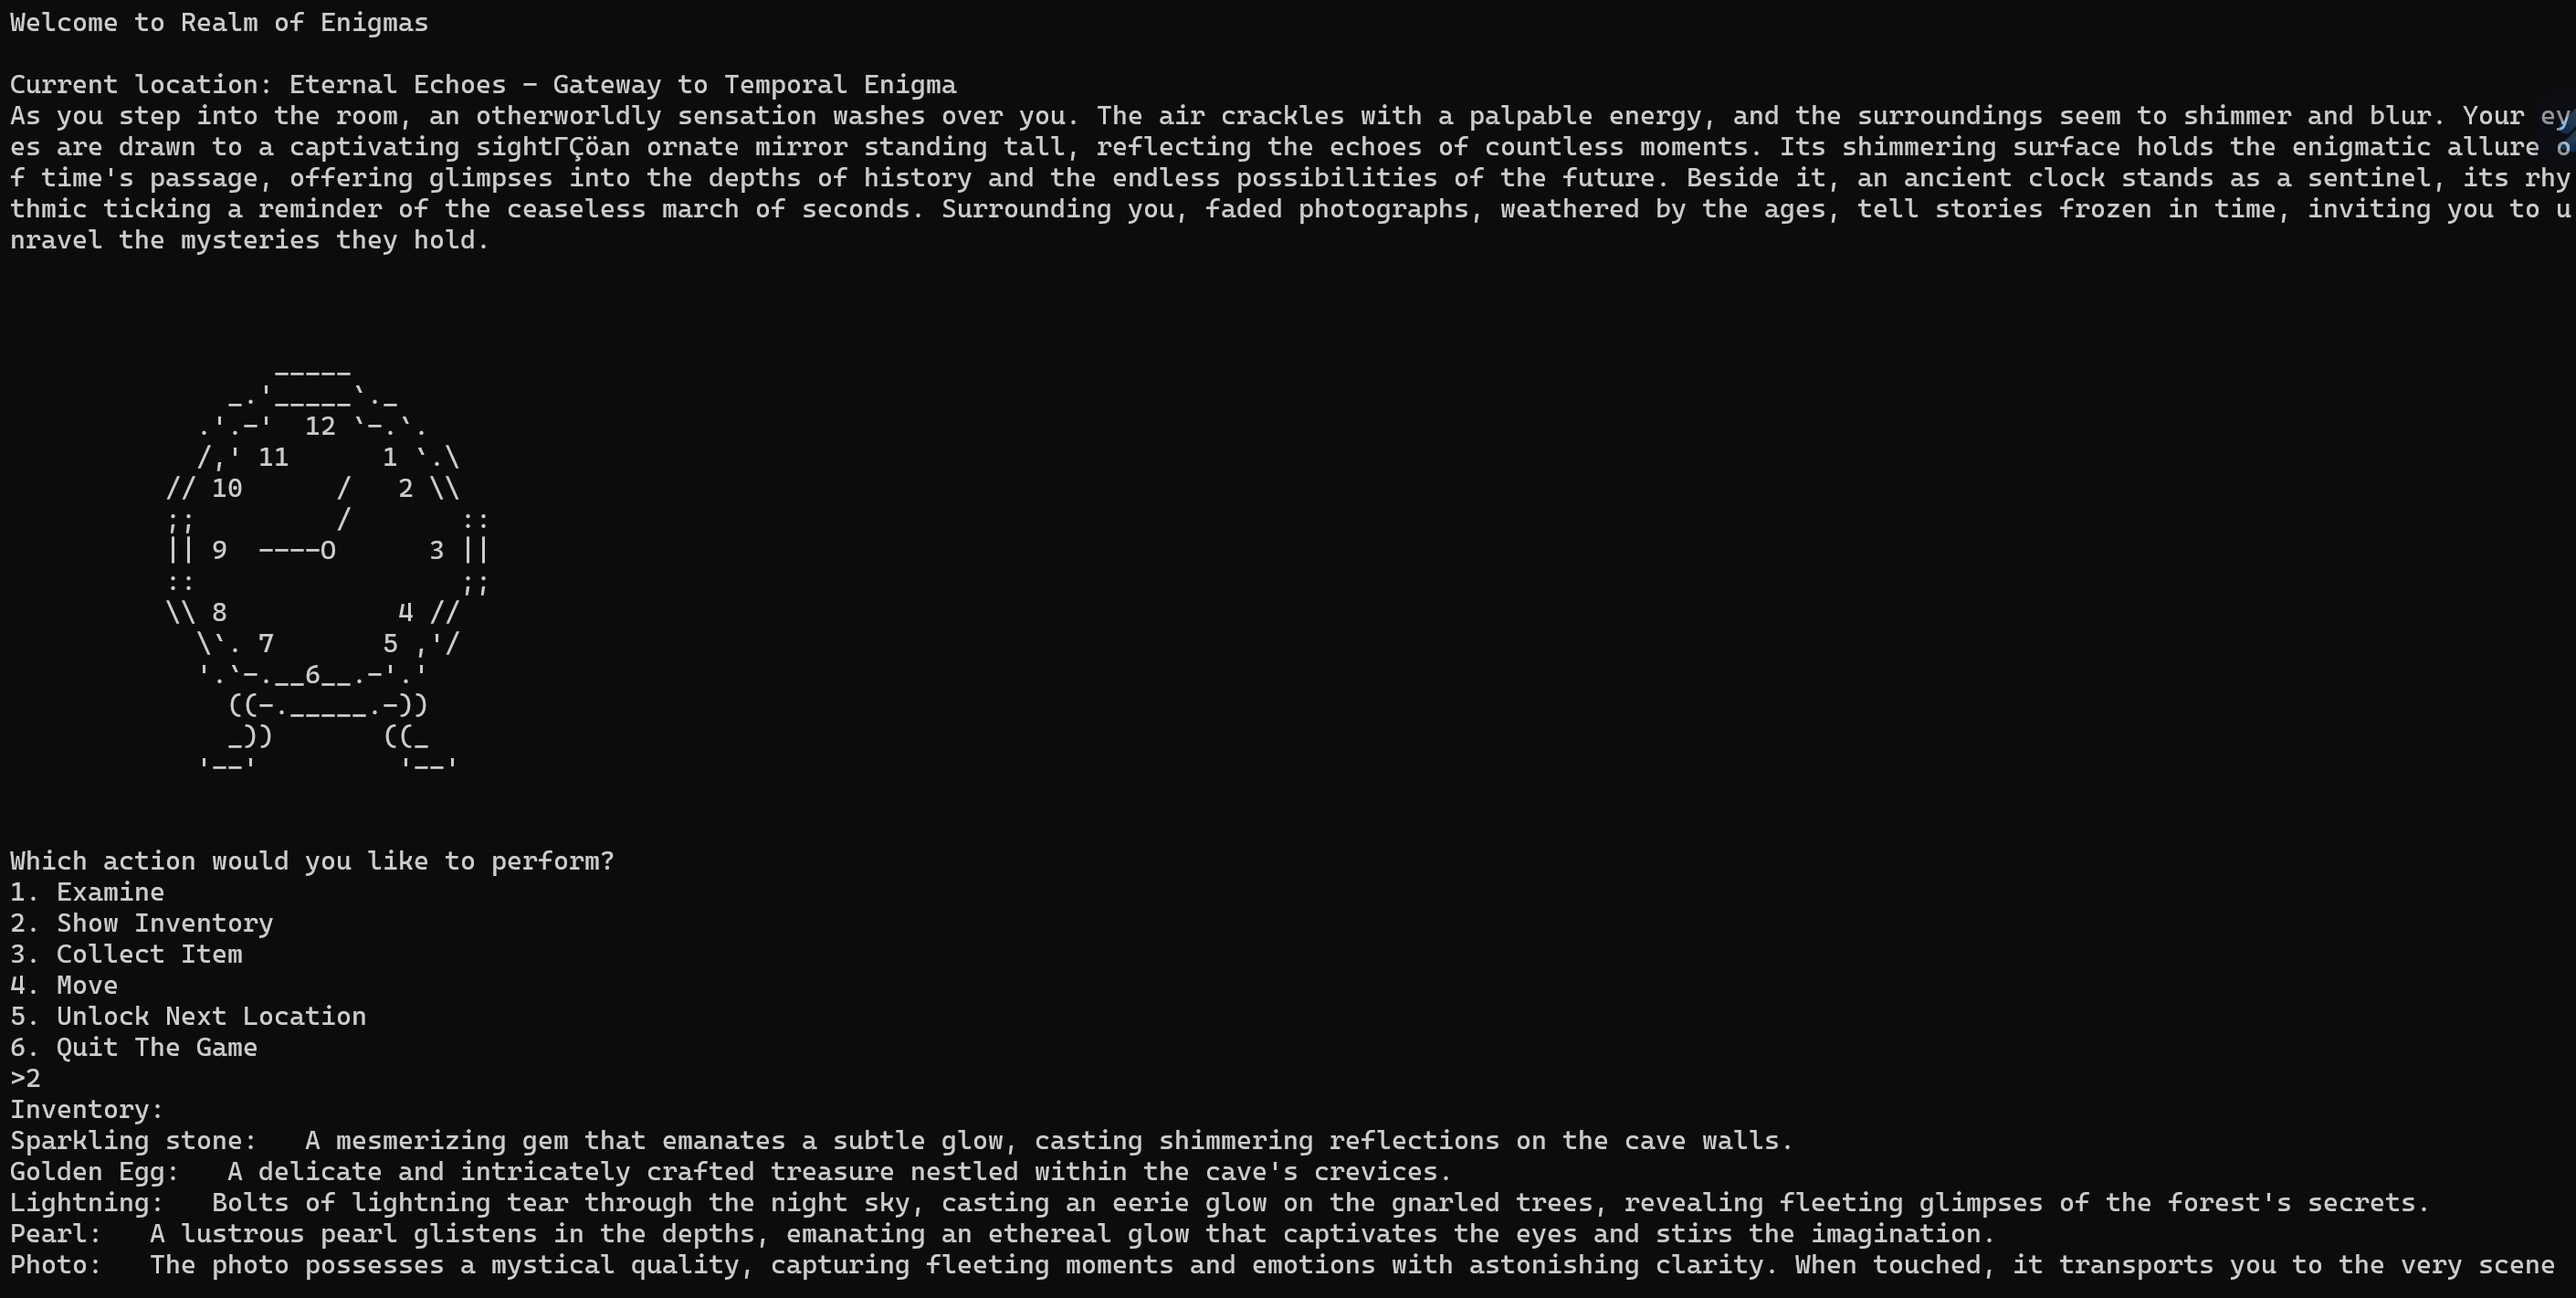 Welcome to Realm of Enigmas
Current location: Eternal Echoes - Gateway to Temporal Enigma
As you step into the room, an otherworldly sensation washes over you. The air crackles with a palpable energy, and the surroundings seem to shimmer and blur. Your ey
es are drawn to a captivating sightΓÇöan ornate mirror standing tall, reflecting the echoes of countless moments. Its shimmering surface holds the enigmatic allure o
f time's passage, offering glimpses into the depths of history and the endless possibilities of the future. Beside it, an ancient clock stands as a sentinel, its rhy
thmic ticking a reminder of the ceaseless march of seconds. Surrounding you, faded photographs, weathered by the ages, tell stories frozen in time, inviting you to u
nravel the mysteries they hold.
                 _____
              _.'_____`._
            .'.-'  12 `-.`.
            /,' 11      1 `.\
          // 10      /   2 \\
          ;;         /       ::
          || 9  ----O      3 ||
          ::                 ;;
          \\ 8           4 //
            \`. 7       5 ,'/
            '.`-.__6__.-'.'
              ((-._____.-))
              _))       ((_
            '--'         '--'
Which action would you like to perform?
1. Examine
2. Show Inventory
3. Collect Item
4. Move
5. Unlock Next Location
6. Quit The Game
>2
Inventory:
Sparkling stone:   A mesmerizing gem that emanates a subtle glow, casting shimmering reflections on the cave walls.
Golden Egg:   A delicate and intricately crafted treasure nestled within the cave's crevices.
Lightning:   Bolts of lightning tear through the night sky, casting an eerie glow on the gnarled trees, revealing fleeting glimpses of the forest's secrets.
Pearl:   A lustrous pearl glistens in the depths, emanating an ethereal glow that captivates the eyes and stirs the imagination.
Photo:   The photo possesses a mystical quality, capturing fleeting moments and emotions with astonishing clarity. When touched, it transports you to the very scene